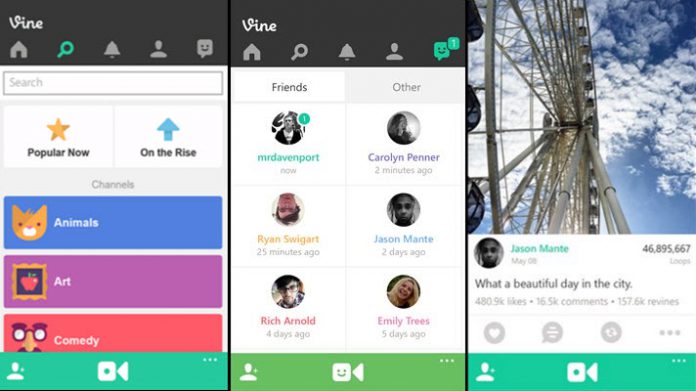 Vine
Search
Popular Now
On the Rise
Channels
Animals
Art
Comedy
Vine
1
Friends
Other
1
mrdavenport
now
Carolyn Penner
2 minutes ago
Ryan Swigart
25 minutes ago
Jason Mante
2 days ago
Rich Arnold
4 days ago
Emily Trees
5 days ago
Jason Mante
May 08
46,895,667
Loops
What a beautiful day in the city.
480.9k likes • 16.5k comments • 157.6k revines